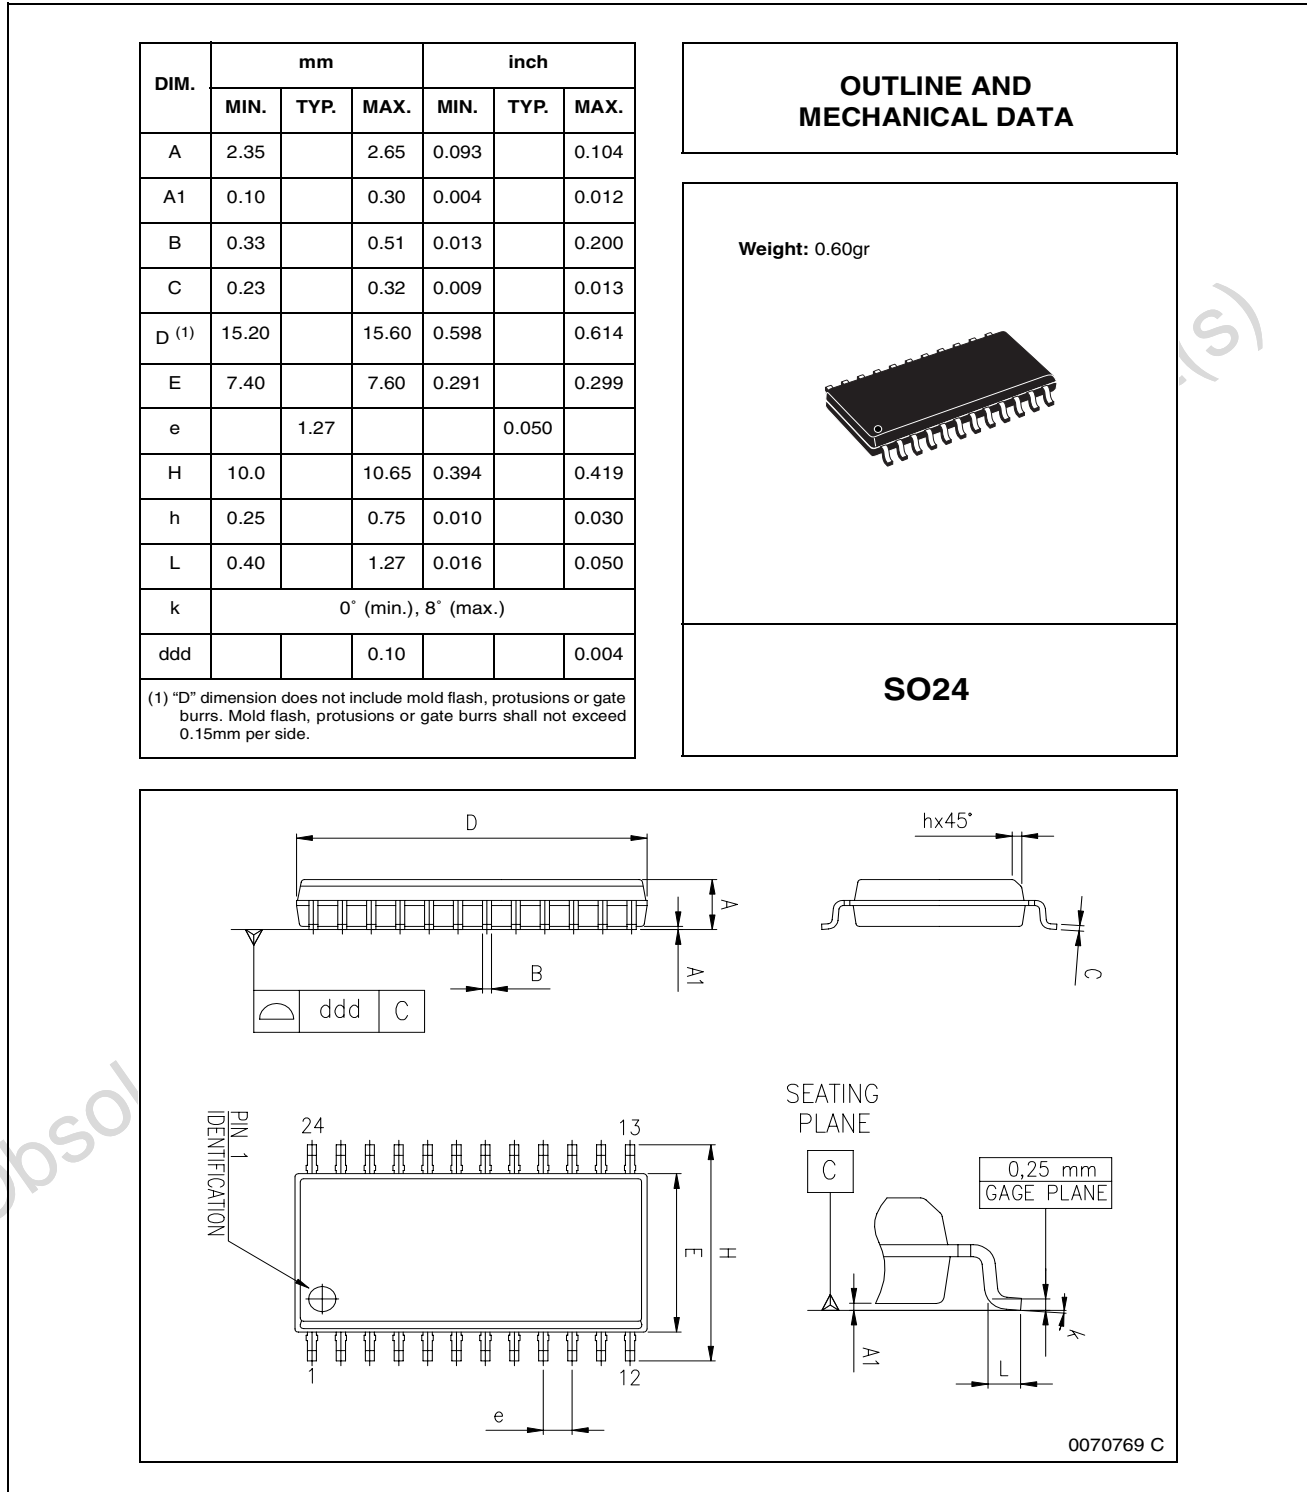 DIM. mm inch
MIN. TYP. MAX. MIN. TYP. MAX.
A 2.35 2.65 0.093 0.104
A1 0.10 0.30 0.004 0.012
B 0.33 0.51 0.013 0.200
C 0.23 0.32 0.009 0.013
D (1) 15.20 15.60 0.598 0.614
E 7.40 7.60 0.291 0.299
e 1.27 0.050
H 10.0 10.65 0.394 0.419
h 0.25 0.75 0.010 0.030
L 0.40 1.27 0.016 0.050
k 0˚ (min.), 8˚ (max.)
ddd 0.10 0.004
(1) “D” dimension does not include mold flash, protusions or gate
burrs. Mold flash, protusions or gate burrs shall not exceed
0.15mm per side.
OUTLINE AND
MECHANICAL DATA
Weight: 0.60gr
SO24
D
hx45°
A
A1
B
C
ddd C
PIN 1
IDENTIFICATION
24
13
E
H
1
12
e
SEATING
PLANE
C
0,25 mm
GAGE PLANE
A1
L
k
0070769 C